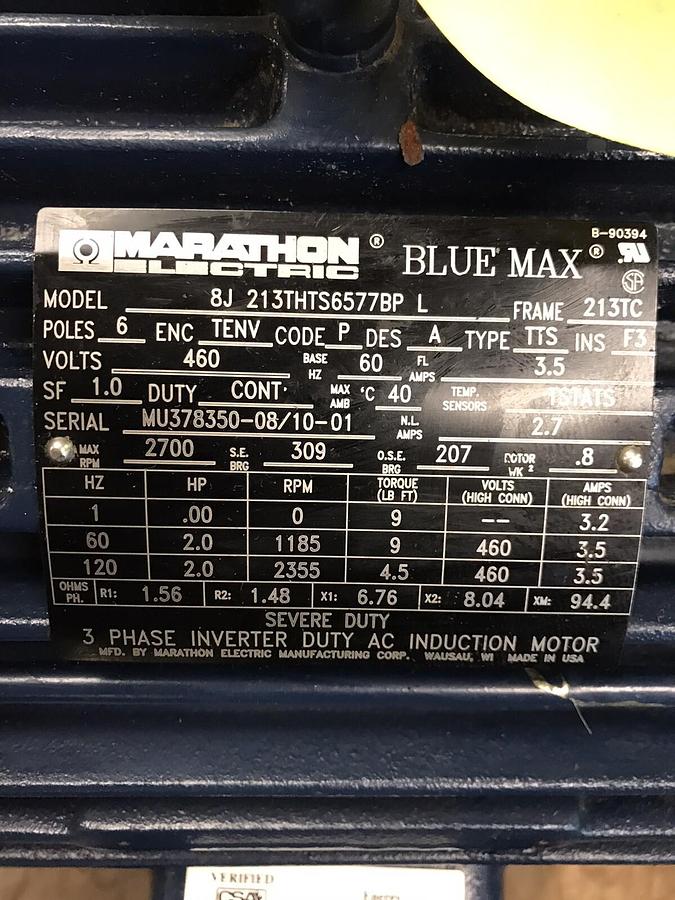 B-90394
MARATHON ® BLUE MAX ®
ELECTRIC
MODEL 8J 213THTS6577BP L FRAME 213TC
POLES 6 ENC TENV CODE P DES A TYPE TTS INS F3
VOLTS 460 BASE HZ 60 FL AMPS 3.5
SF 1.0 DUTY CONT. MAX AMB °C 40 TEMP. SENSORS TSTATS
SERIAL MU378350-08/10-01 N.L. AMPS 2.7
MAX RPM 2700 S.E. BRG 309 O.S.E. BRG 207 ROTOR WK² .8
HZ HP RPM TORQUE (LB FT) VOLTS (HIGH CONN) AMPS (HIGH CONN)
1 .00 0 9 -- 3.2
60 2.0 1185 9 460 3.5
120 2.0 2355 4.5 460 3.5
OHMS PH. R1: 1.56 R2: 1.48 X1: 6.76 X2: 8.04 XM: 94.4
SEVERE DUTY
3 PHASE INVERTER DUTY AC INDUCTION MOTOR
MFD. BY MARATHON ELECTRIC MANUFACTURING CORP. WAUSAU, WI MADE IN USA
VERIFIED